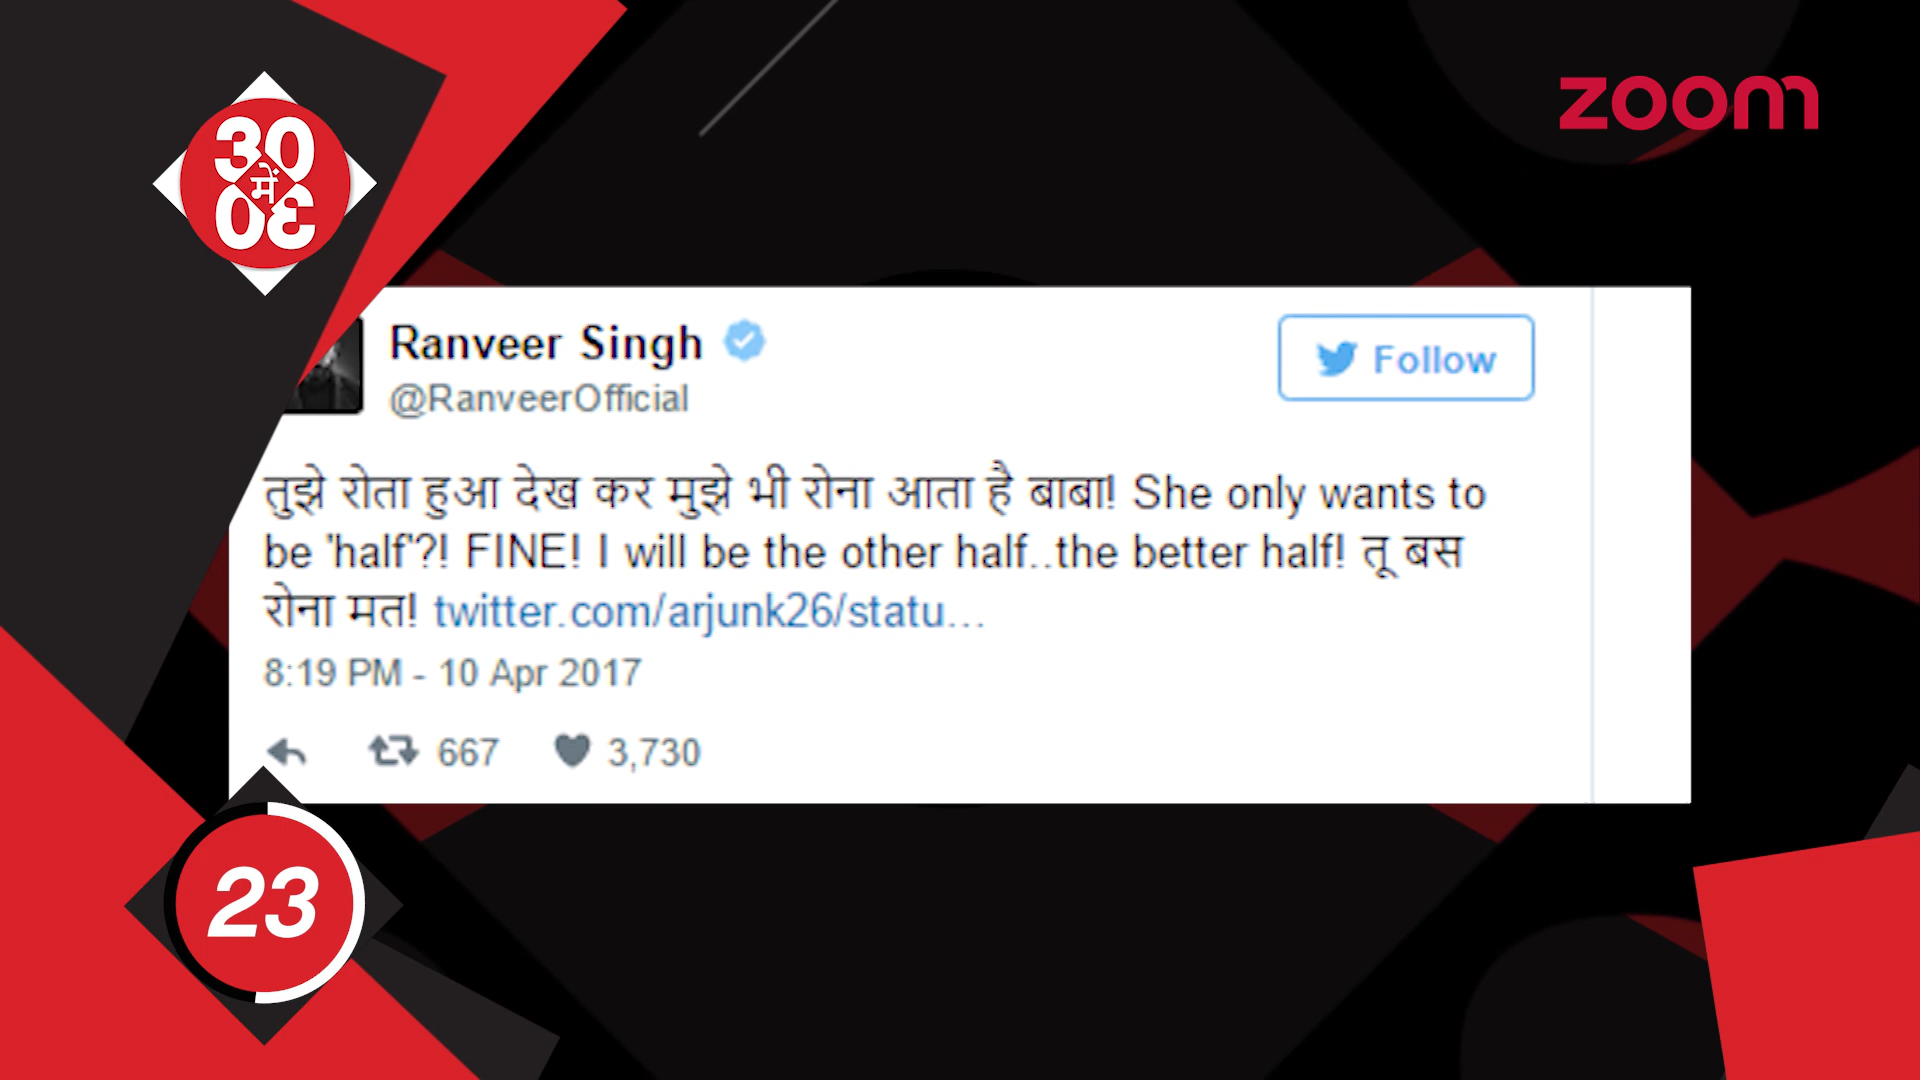 30
में
30
zoom
Ranveer Singh
@RanveerOfficial
Follow
तुझे रोता हुआ देख कर मुझे भी रोना आता है बाबा! She only wants to
be 'half'?! FINE! I will be the other half..the better half! तू बस
रोना मत! twitter.com/arjunk26/statu...
8:19 PM - 10 Apr 2017
667 3,730
23